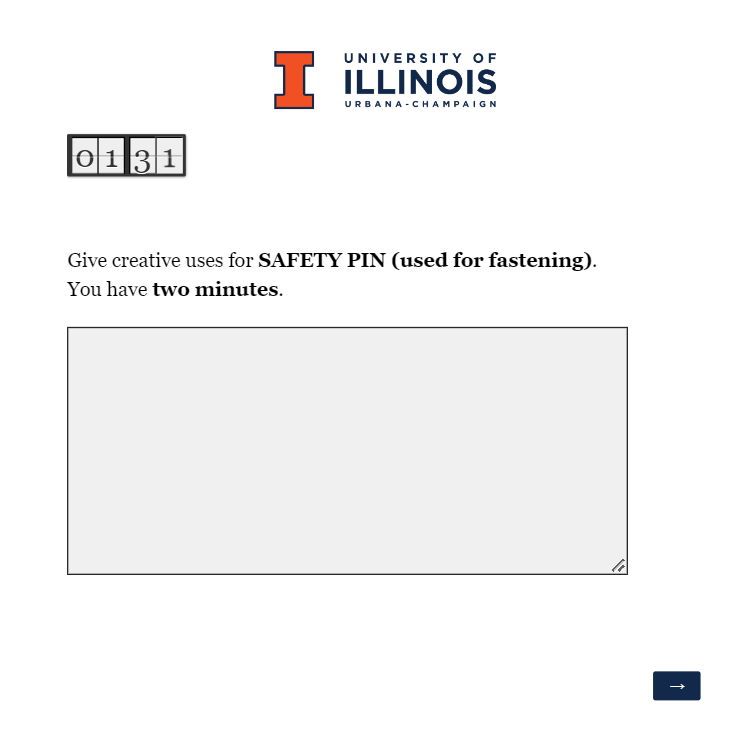 UNIVERSITY OF
ILLINOIS
URBANA-CHAMPAIGN
01 31
Give creative uses for SAFETY PIN (used for fastening).
You have two minutes.
→